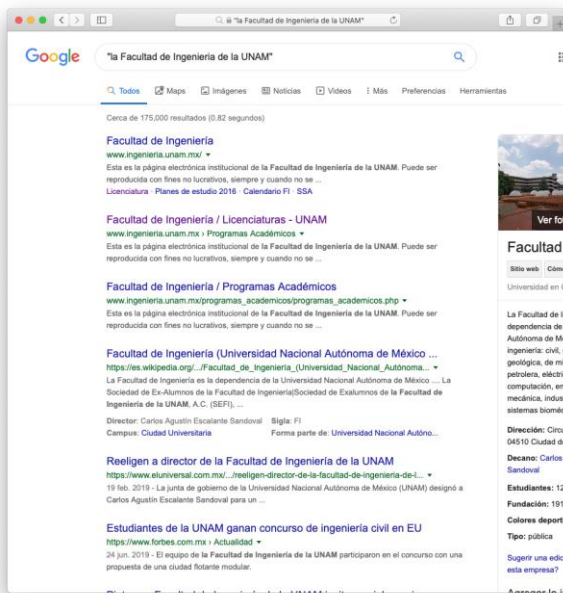 "la Facultad de Ingeniería de la UNAM"
Google
"la Facultad de Ingeniería de la UNAM"
Todos Maps Imágenes Noticias Videos Más Preferencias Herramientas
Cerca de 175,000 resultados (0.82 segundos)
Facultad de Ingeniería
www.ingenieria.unam.mx/
Esta es la página electrónica institucional de la Facultad de Ingeniería de la UNAM. Puede ser
reproducida con fines no lucrativos, siempre y cuando no se ...
Licenciatura · Planes de estudio 2016 · Calendario FI · SSA
Facultad de Ingeniería / Licenciaturas - UNAM
www.ingenieria.unam.mx › Programas Académicos
Esta es la página electrónica institucional de la Facultad de Ingeniería de la UNAM. Puede ser
reproducida con fines no lucrativos, siempre y cuando no se ...
Facultad de Ingeniería / Programas Académicos
www.ingenieria.unam.mx/programas_academicos/programas_academicos.php
Esta es la página electrónica institucional de la Facultad de Ingeniería de la UNAM. Puede ser
reproducida con fines no lucrativos, siempre y cuando no se ...
Facultad de Ingeniería (Universidad Nacional Autónoma de México ...
https://es.wikipedia.org/.../Facultad_de_Ingeniería_(Universidad_Nacional_Autónoma...
La Facultad de Ingeniería es la dependencia de la Universidad Nacional Autónoma de México .... La
Sociedad de Ex-Alumnos de la Facultad de Ingeniería|Sociedad de Exalumnos de la Facultad de
Ingeniería de la UNAM, A.C. (SEFI), ...
Director: Carlos Agustín Escalante Sandoval Sigla: FI
Campus: Ciudad Universitaria Forma parte de: Universidad Nacional Autóno...
Reeligen a director de la Facultad de Ingeniería de la UNAM
https://www.eluniversal.com.mx/.../reeligen-director-de-la-facultad-de-ingenieria-de-l...
19 feb. 2019 - La junta de gobierno de la Universidad Nacional Autónoma de México (UNAM) designó a
Carlos Agustín Escalante Sandoval para un ...
Estudiantes de la UNAM ganan concurso de ingeniería civil en EU
https://www.forbes.com.mx › Actualidad
24 jun. 2019 - El equipo de la Facultad de Ingeniería de la UNAM participaron en el concurso con una
propuesta de una ciudad flotante modular.
Ver fo
Facultad
Sitio web Cómo
Universidad en
La Facultad de
dependencia de
Autónoma de Mé
ingeniería: civil,
geológica, de mi
petrolera, eléctri
computación, en
mecánica, indus
sistemas bioméd
Dirección: Circu
04510 Ciudad d
Decano: Carlos
Sandoval
Estudiantes: 12
Fundación: 191
Colores deport
Tipo: pública
Sugerir una edic
esta empresa?